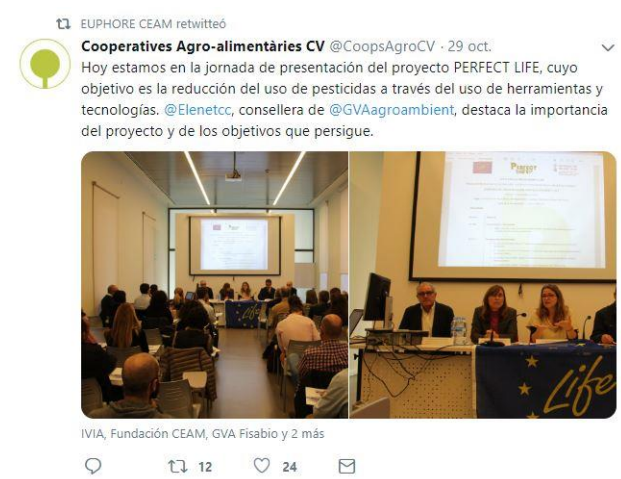 EUPHORE CEAM retwitteó
Cooperatives Agro-alimentàries CV @CoopsAgroCV · 29 oct.
Hoy estamos en la jornada de presentación del proyecto PERFECT LIFE, cuyo
objetivo es la reducción del uso de pesticidas a través del uso de herramientas y
tecnologías. @Elenetcc, consellera de @GVAagroambient, destaca la importancia
del proyecto y de los objetivos que persigue.
PERFECT
LIFE
Life
Life
IVIA, Fundación CEAM, GVA Fisabio y 2 más
12 24